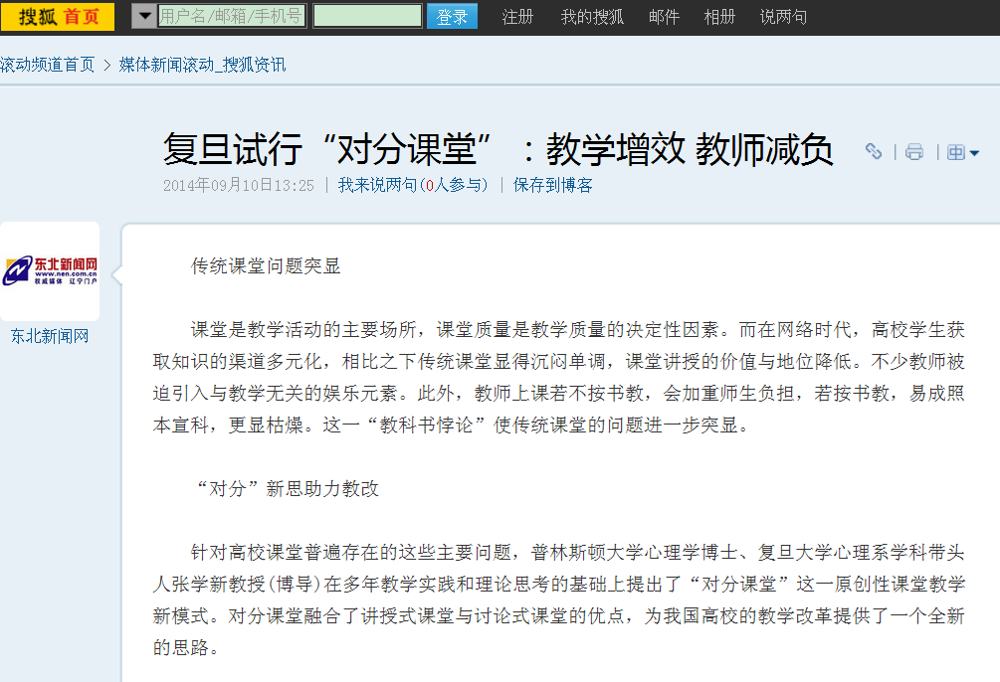 搜狐 首页 用户名/邮箱/手机号 登录 注册 我的搜狐 邮件 相册 说两句
滚动频道首页 > 媒体新闻滚动_搜狐资讯
复旦试行“对分课堂”：教学增效 教师减负
2014年09月10日13:25 | 我来说两句(0人参与) | 保存到博客
东北新闻网
www.nen.com.cn
权威媒体 辽宁门户
东北新闻网
传统课堂问题突显
课堂是教学活动的主要场所，课堂质量是教学质量的决定性因素。而在网络时代，高校学生获
取知识的渠道多元化，相比之下传统课堂显得沉闷单调，课堂讲授的价值与地位降低。不少教师被
迫引入与教学无关的娱乐元素。此外，教师上课若不按书教，会加重师生负担，若按书教，易成照
本宣科，更显枯燥。这一“教科书悖论”使传统课堂的问题进一步突显。
“对分”新思助力教改
针对高校课堂普遍存在的这些主要问题，普林斯顿大学心理学博士、复旦大学心理系学科带头
人张学新教授(博导)在多年教学实践和理论思考的基础上提出了“对分课堂”这一原创性课堂教学
新模式。对分课堂融合了讲授式课堂与讨论式课堂的优点，为我国高校的教学改革提供了一个全新
的思路。